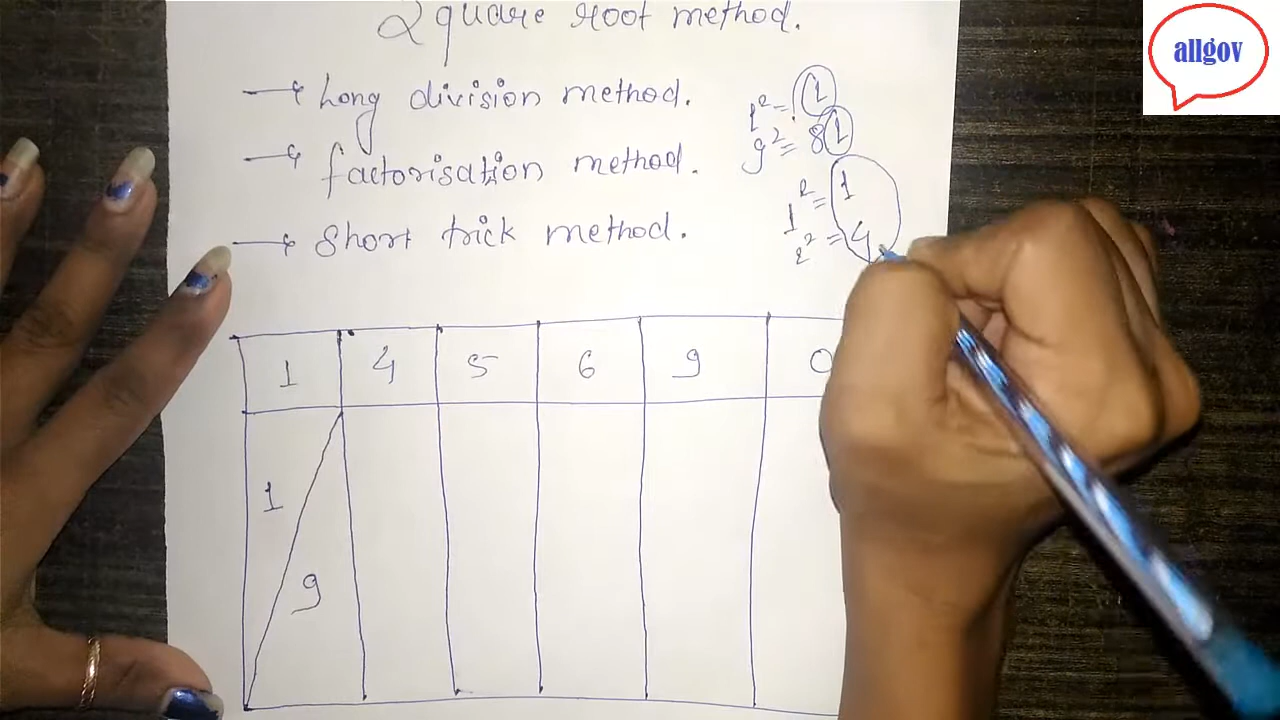 Square root method.
→ Long division method.
→ factorisation method.
→ Short trick method.
1² = 1
9² = 81
1² = 1
2² = 4
1 4 5 6 9 0
1
9
allgov